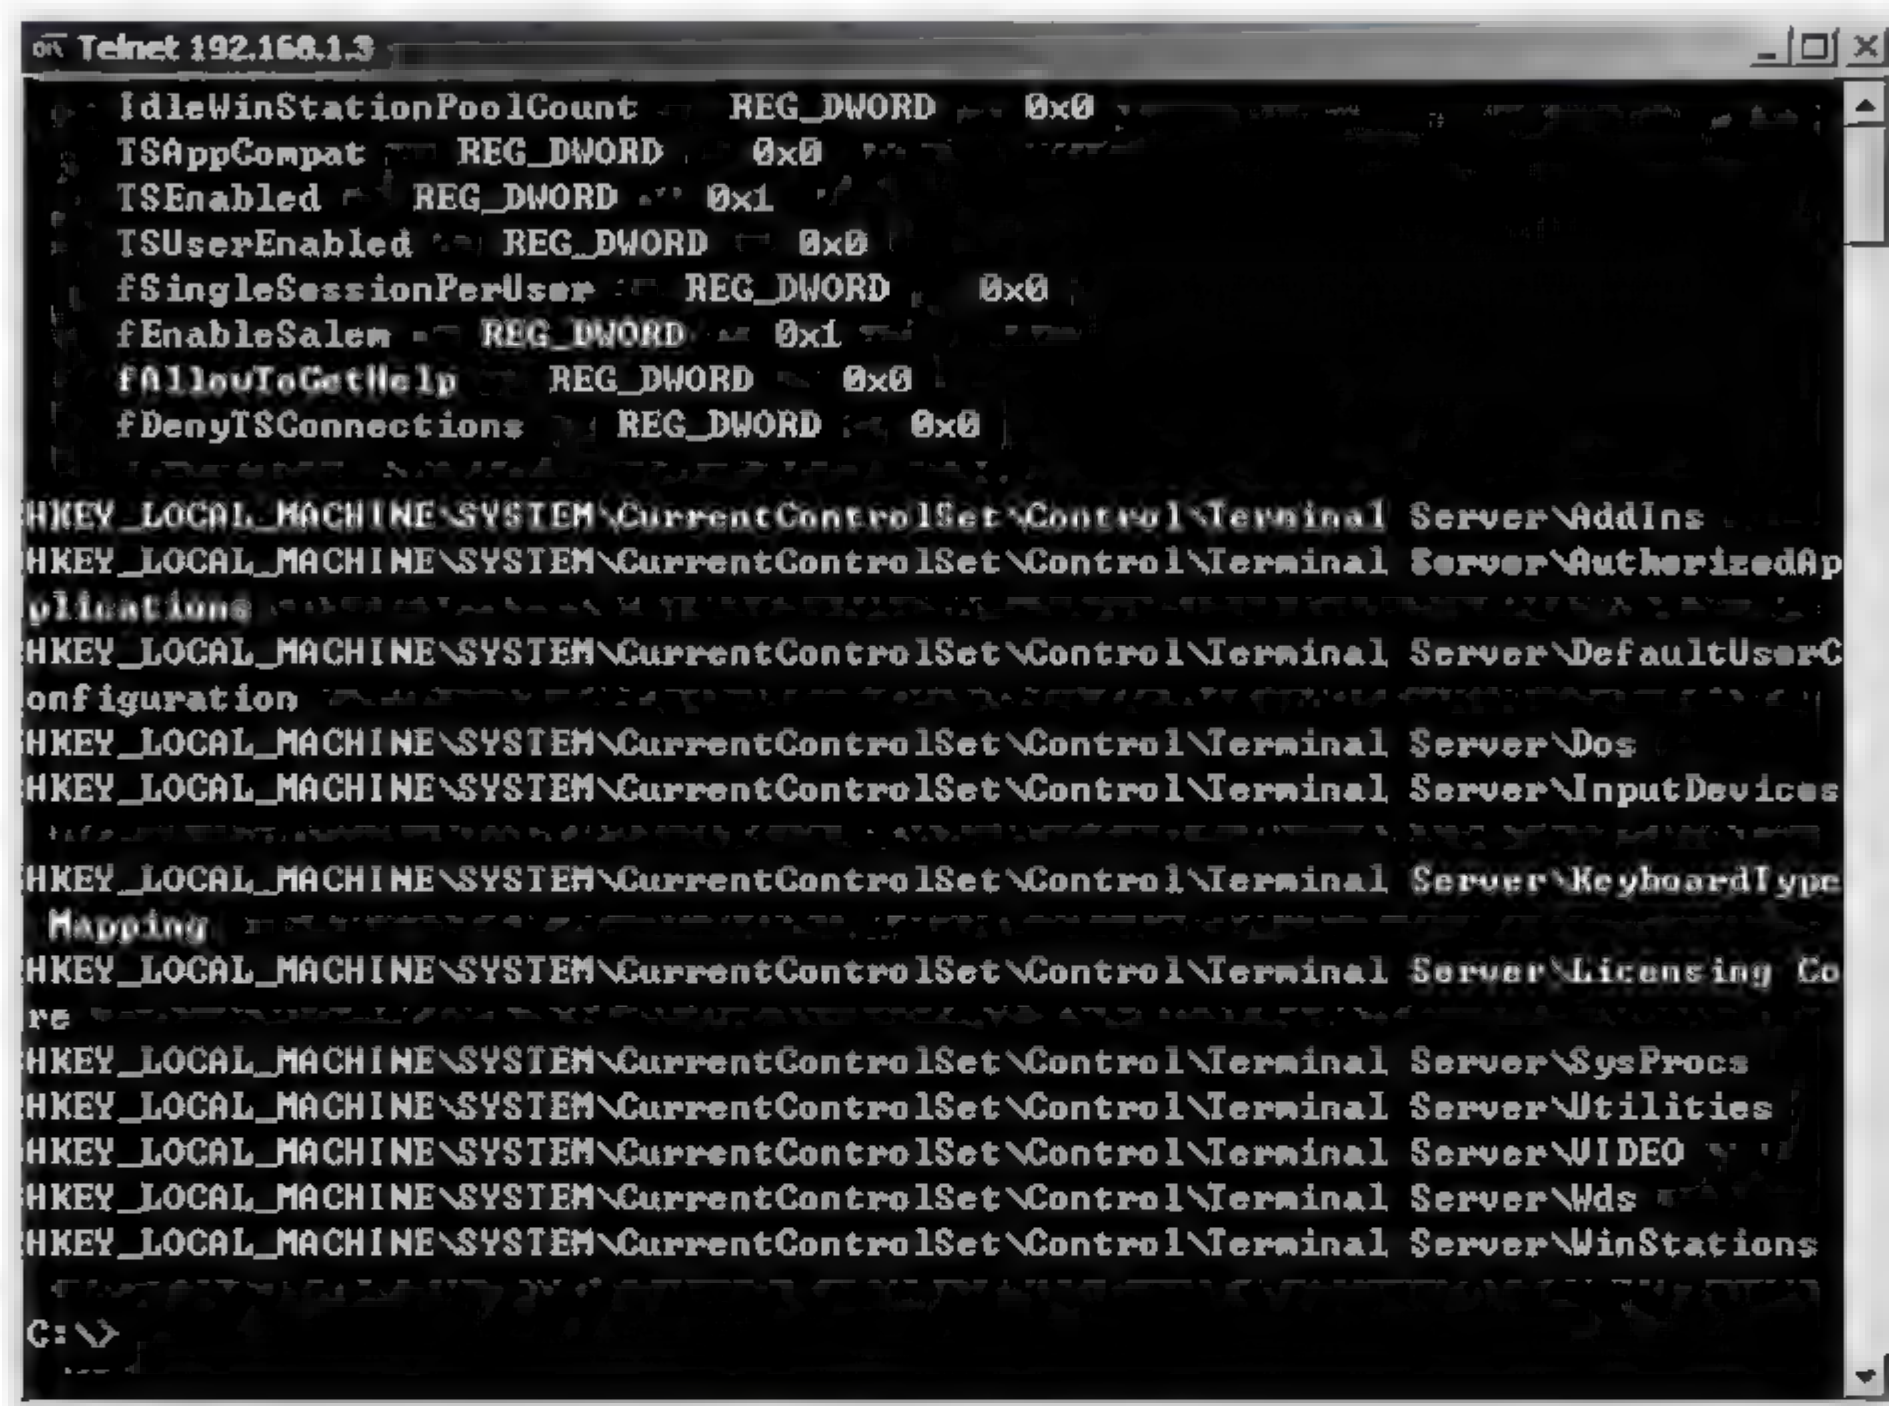 Telnet 192.168.1.3
IdleWinStationPoolCount REG_DWORD 0x0
TSAppCompat REG_DWORD 0x0
TSEnabled REG_DWORD 0x1
TSUserEnabled REG_DWORD 0x0
fSingleSessionPerUser REG_DWORD 0x0
fEnableSalem REG_DWORD 0x1
fAllowToGetHelp REG_DWORD 0x0
fDenyTSConnections REG_DWORD 0x0
HKEY_LOCAL_MACHINE\SYSTEM\CurrentControlSet\Control\Terminal Server\AddIns
HKEY_LOCAL_MACHINE\SYSTEM\CurrentControlSet\Control\Terminal Server\AuthorizedAp
plications
HKEY_LOCAL_MACHINE\SYSTEM\CurrentControlSet\Control\Terminal Server\DefaultUserC
onfiguration
HKEY_LOCAL_MACHINE\SYSTEM\CurrentControlSet\Control\Terminal Server\Dos
HKEY_LOCAL_MACHINE\SYSTEM\CurrentControlSet\Control\Terminal Server\InputDevices
HKEY_LOCAL_MACHINE\SYSTEM\CurrentControlSet\Control\Terminal Server\KeyboardType
Mapping
HKEY_LOCAL_MACHINE\SYSTEM\CurrentControlSet\Control\Terminal Server\Licensing Co
re
HKEY_LOCAL_MACHINE\SYSTEM\CurrentControlSet\Control\Terminal Server\SysProcs
HKEY_LOCAL_MACHINE\SYSTEM\CurrentControlSet\Control\Terminal Server\Utilities
HKEY_LOCAL_MACHINE\SYSTEM\CurrentControlSet\Control\Terminal Server\VIDEO
HKEY_LOCAL_MACHINE\SYSTEM\CurrentControlSet\Control\Terminal Server\Wds
HKEY_LOCAL_MACHINE\SYSTEM\CurrentControlSet\Control\Terminal Server\WinStations
C:\>